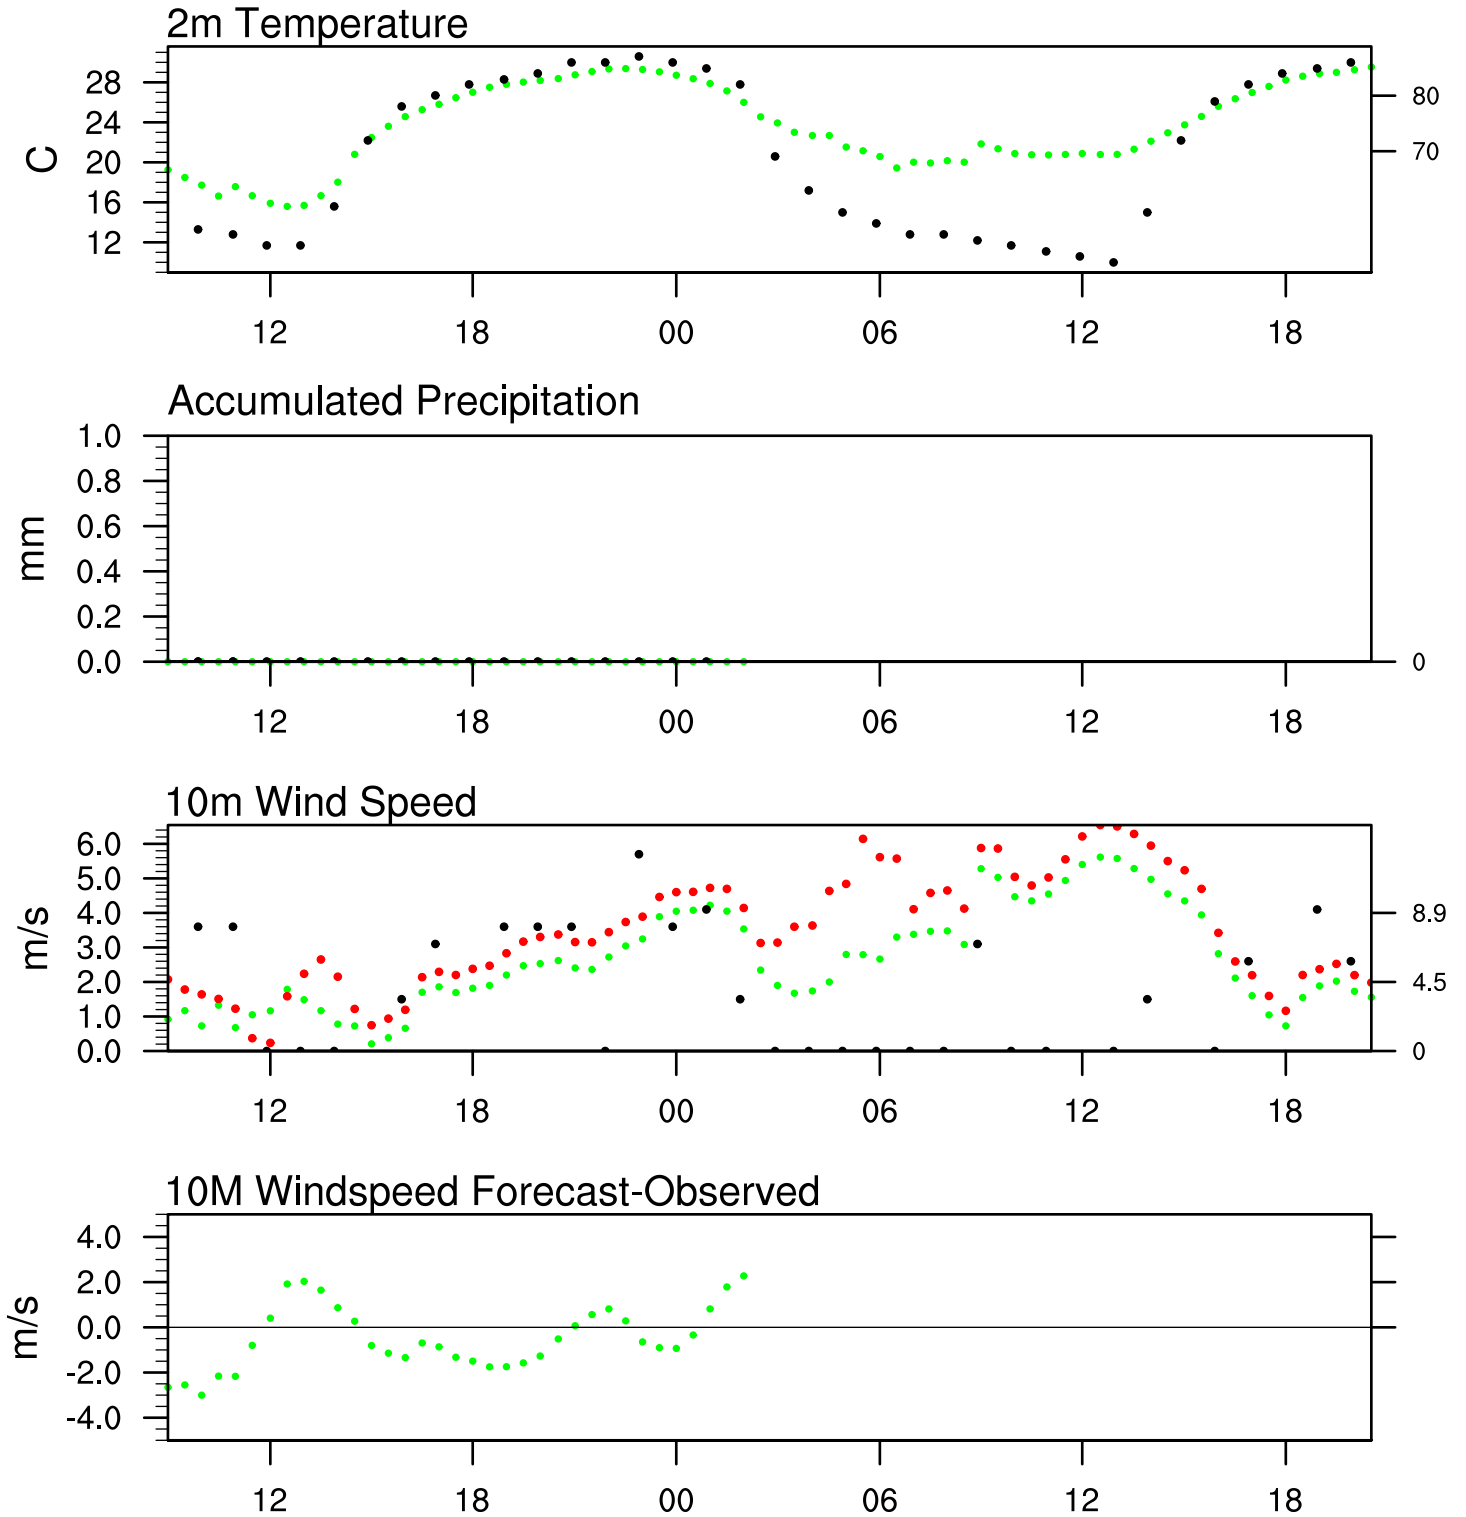 2m Temperature
C
28
24
20
16
12
80
70
12 18 00 06 12 18
Accumulated Precipitation
mm
1.0
0.8
0.6
0.4
0.2
0.0
0
12 18 00 06 12 18
10m Wind Speed
m/s
6.0
5.0
4.0
3.0
2.0
1.0
0.0
8.9
4.5
0
12 18 00 06 12 18
10M Windspeed Forecast-Observed
m/s
4.0
2.0
0.0
-2.0
-4.0
12 18 00 06 12 18